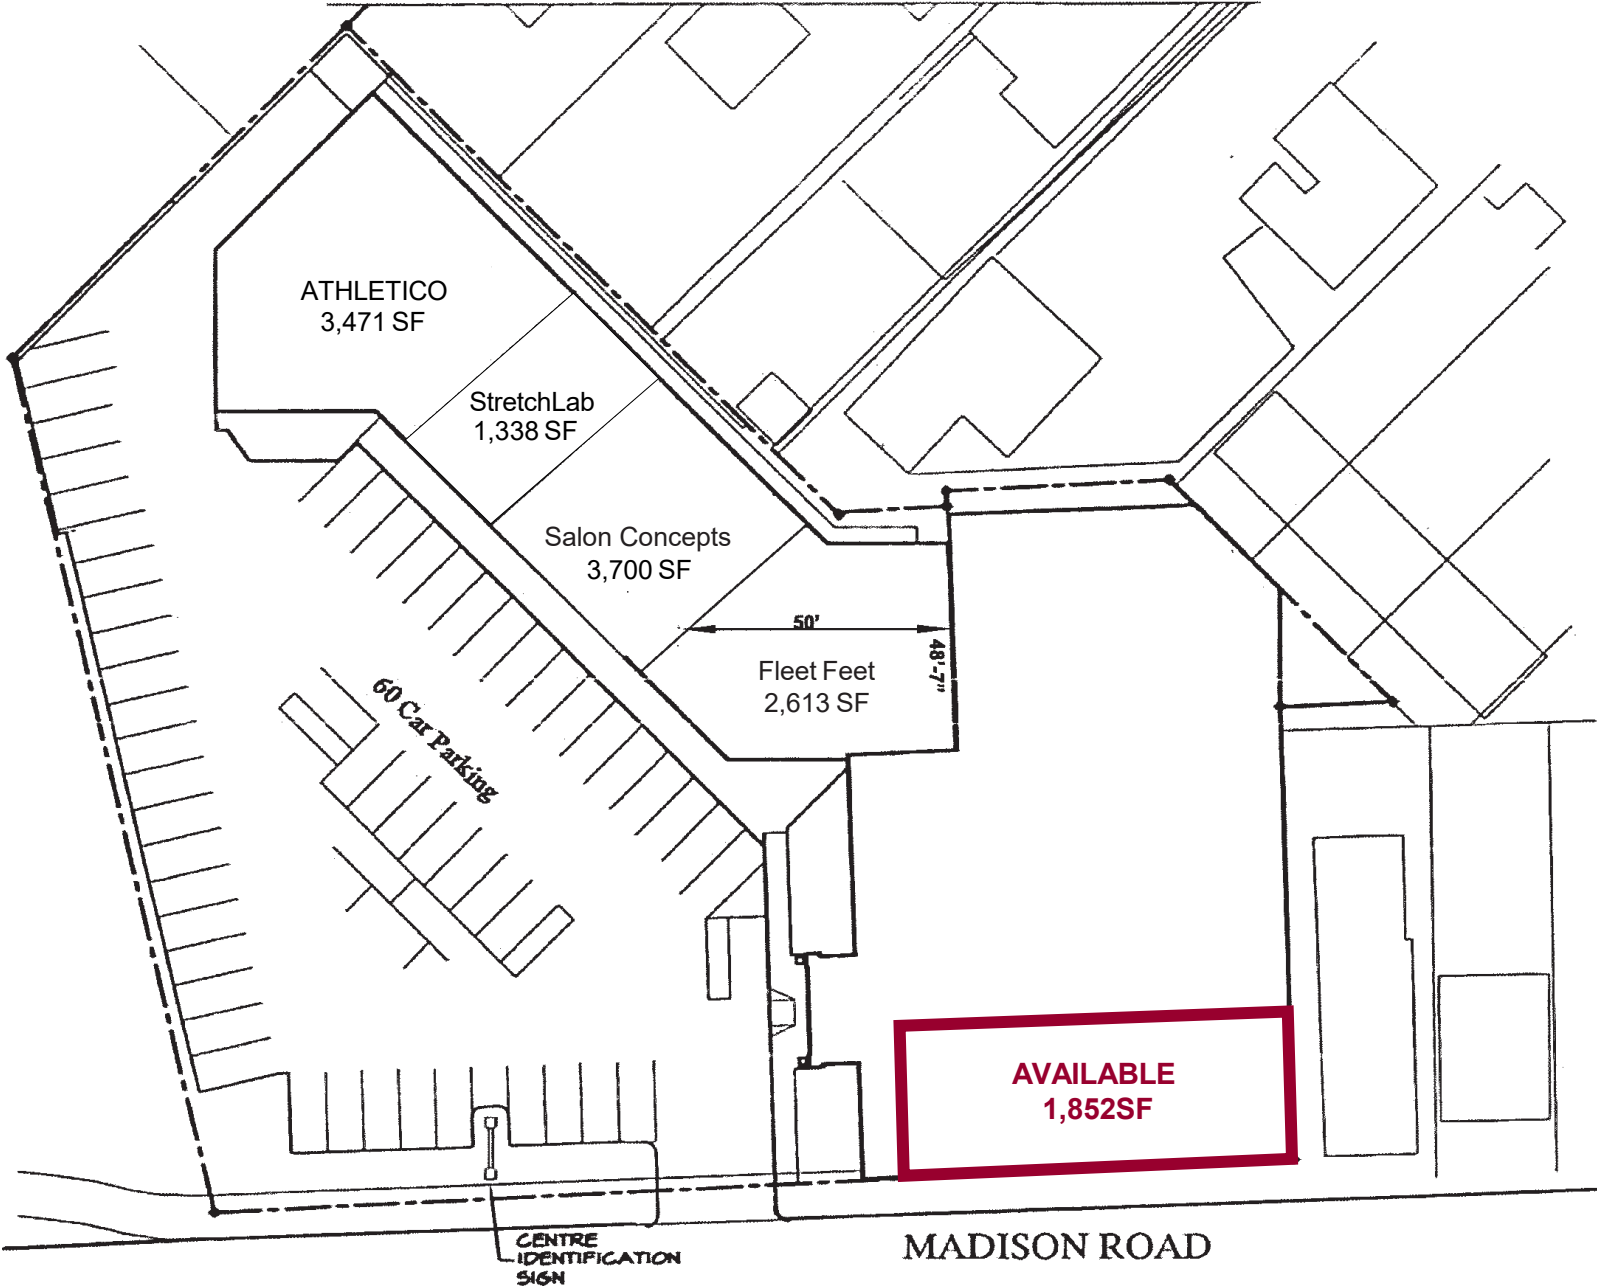 ATHLETICO
3,471 SF
StretchLab
1,338 SF
Salon Concepts
3,700 SF
50'
48'-7"
Fleet Feet
2,613 SF
60 Car Parking
AVAILABLE
1,852SF
CENTRE
IDENTIFICATION
SIGN
MADISON ROAD